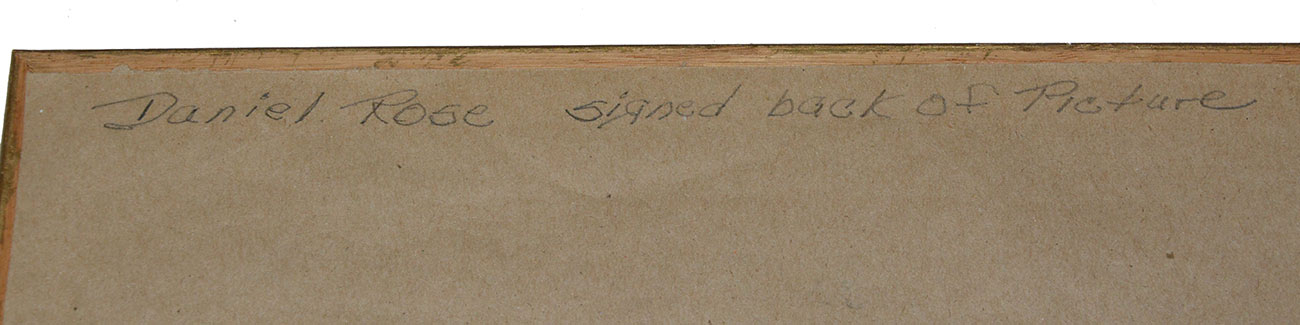 Daniel Rose signed back of Picture